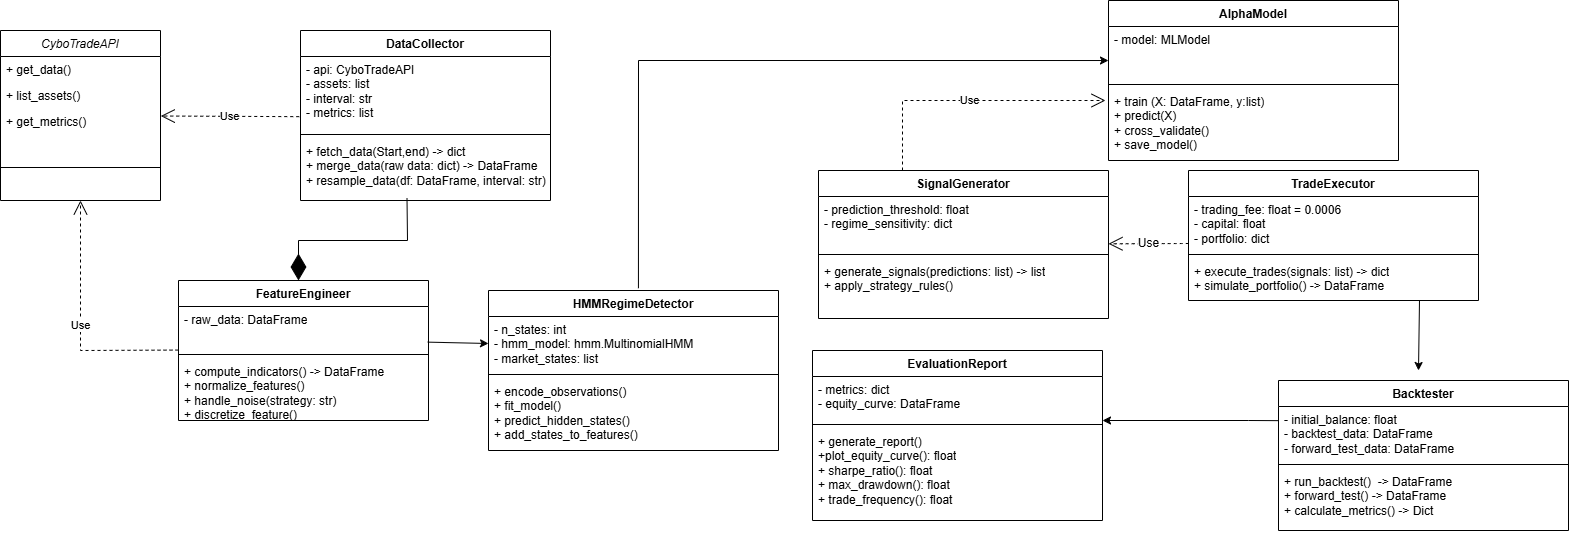 CyboTradeAPI
+ get_data()
+ list_assets()
+ get_metrics()
Use
DataCollector
- api: CyboTradeAPI
- assets: list
- interval: str
- metrics: list
+ fetch_data(Start,end) -> dict
+ merge_data(raw data: dict) -> DataFrame
+ resample_data(df: DataFrame, interval: str)
AlphaModel
- model: MLModel
+ train (X: DataFrame, y:list)
+ predict(X)
+ cross_validate()
+ save_model()
Use
SignalGenerator
- prediction_threshold: float
- regime_sensitivity: dict
+ generate_signals(predictions: list) -> list
+ apply_strategy_rules()
Use
TradeExecutor
- trading_fee: float = 0.0006
- capital: float
- portfolio: dict
+ execute_trades(signals: list) -> dict
+ simulate_portfolio() -> DataFrame
Use
FeatureEngineer
- raw_data: DataFrame
+ compute_indicators() -> DataFrame
+ normalize_features()
+ handle_noise(strategy: str)
+ discretize_feature()
HMMRegimeDetector
- n_states: int
- hmm_model: hmm.MultinomialHMM
- market_states: list
+ encode_observations()
+ fit_model()
+ predict_hidden_states()
+ add_states_to_features()
EvaluationReport
- metrics: dict
- equity_curve: DataFrame
+ generate_report()
+plot_equity_curve(): float
+ sharpe_ratio(): float
+ max_drawdown(): float
+ trade_frequency(): float
Backtester
- initial_balance: float
- backtest_data: DataFrame
- forward_test_data: DataFrame
+ run_backtest()  -> DataFrame
+ forward_test() -> DataFrame
+ calculate_metrics() -> Dict